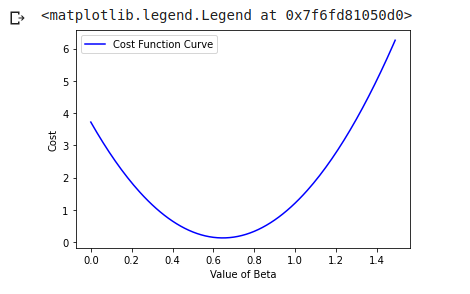 <matplotlib.legend.Legend at 0x7f6fd81050d0>
Cost Function Curve
6
5
4
3
2
1
0
Cost
0.0 0.2 0.4 0.6 0.8 1.0 1.2 1.4
Value of Beta